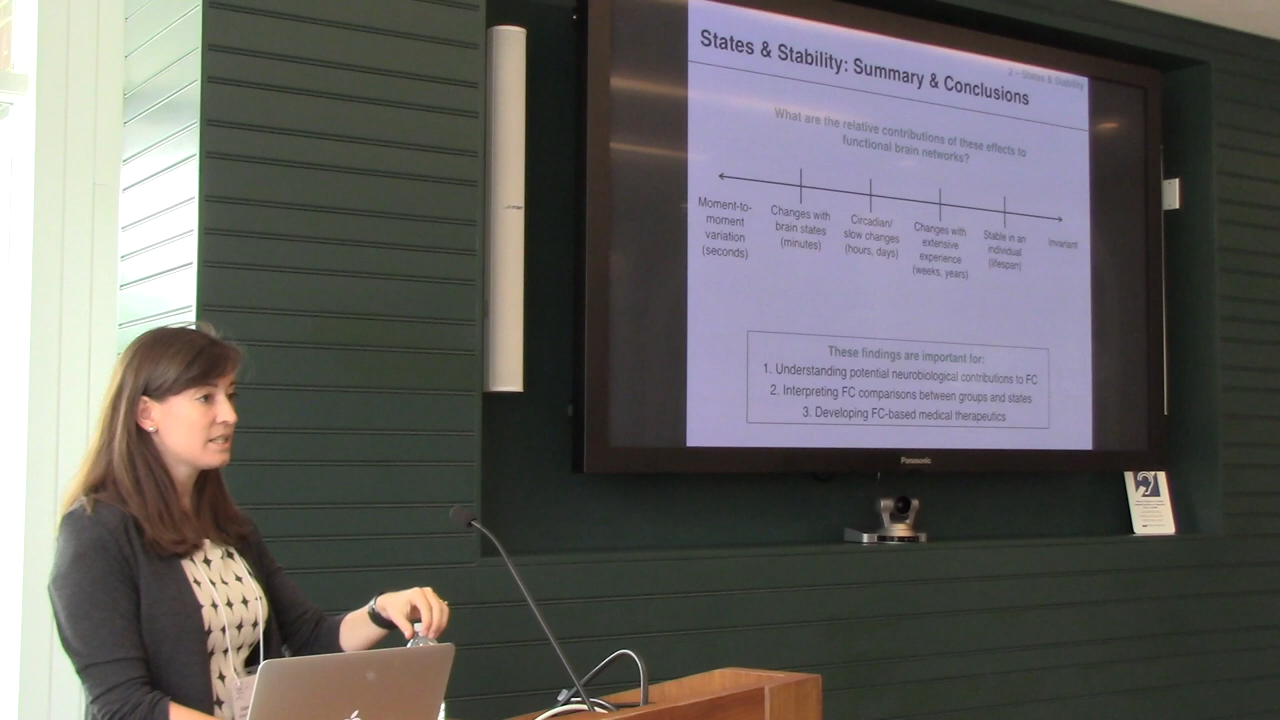 2 – States & Stability
States & Stability: Summary & Conclusions
What are the relative contributions of these effects to
functional brain networks?
Moment-to-
moment
variation
(seconds)
Changes with
brain states
(minutes)
Circadian/
slow changes
(hours, days)
Changes with
extensive
experience
(weeks, years)
Stable in an
individual
(lifespan)
Invariant
These findings are important for:
1. Understanding potential neurobiological contributions to FC
2. Interpreting FC comparisons between groups and states
3. Developing FC-based medical therapeutics
Panasonic